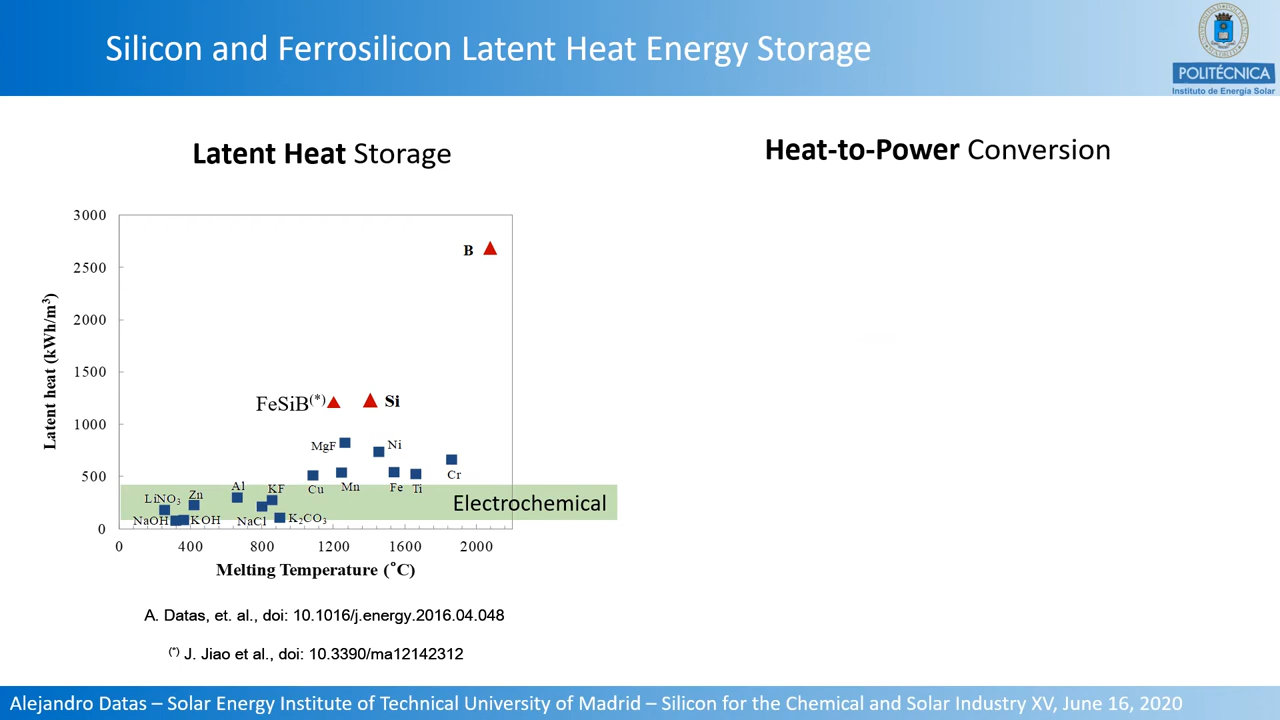 Silicon and Ferrosilicon Latent Heat Energy Storage
POLITÉCNICA
Instituto de Energía Solar
Latent Heat Storage
Heat-to-Power Conversion
3000
2500
2000
1500
1000
500
0
Latent heat (kWh/m³)
B
FeSiB(*)
Si
MgF
Ni
Cr
Cu
Mn
Fe
Ti
Al
KF
LiNO₃
Zn
Electrochemical
NaOH
KOH
NaCl
K₂CO₃
0 400 800 1200 1600 2000
Melting Temperature (˚C)
A. Datas, et. al., doi: 10.1016/j.energy.2016.04.048
(*) J. Jiao et al., doi: 10.3390/ma12142312
Alejandro Datas – Solar Energy Institute of Technical University of Madrid – Silicon for the Chemical and Solar Industry XV, June 16, 2020